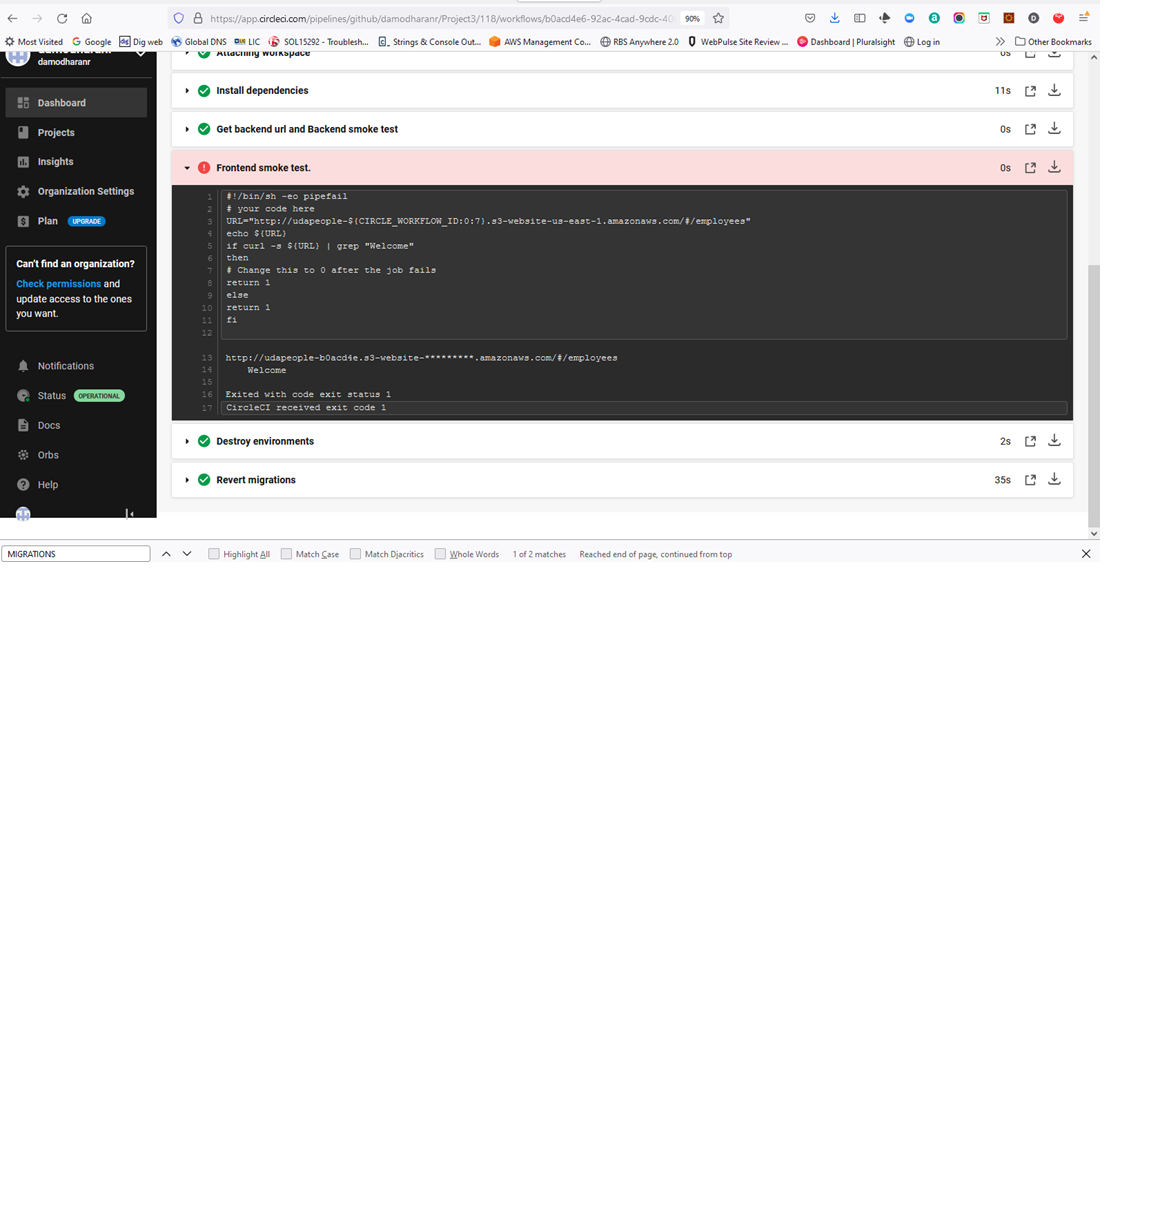 https://app.circleci.com/pipelines/github/damodharanr/Project3/118/workflows/b0acd4e6-92ac-4cad-9cdc-40
90%
Most Visited
Google
Dig web
Global DNS
LIC
SOL15292 - Troublesh...
Strings & Console Out...
AWS Management Co...
RBS Anywhere 2.0
WebPulse Site Review ...
Dashboard | Pluralsight
Log in
Other Bookmarks
damodharanr
Dashboard
Projects
Insights
Organization Settings
Plan UPGRADE
Can't find an organization?
Check permissions and
update access to the ones
you want.
Notifications
Status OPERATIONAL
Docs
Orbs
Help
Attaching workspace 0s
Install dependencies 11s
Get backend url and Backend smoke test 0s
Frontend smoke test. 0s
1 #!/bin/sh -eo pipefail
2 # your code here
3 URL="http://udapeople-${CIRCLE_WORKFLOW_ID:0:7}.s3-website-us-east-1.amazonaws.com/#/employees"
4 echo ${URL}
5 if curl -s ${URL} | grep "Welcome"
6 then
7 # Change this to 0 after the job fails
8 return 1
9 else
10 return 1
11 fi
12
13 http://udapeople-b0acd4e.s3-website-*********.amazonaws.com/#/employees
14 Welcome
15
16 Exited with code exit status 1
17 CircleCI received exit code 1
Destroy environments 2s
Revert migrations 35s
MIGRATIONS
Highlight All
Match Case
Match Diacritics
Whole Words
1 of 2 matches
Reached end of page, continued from top